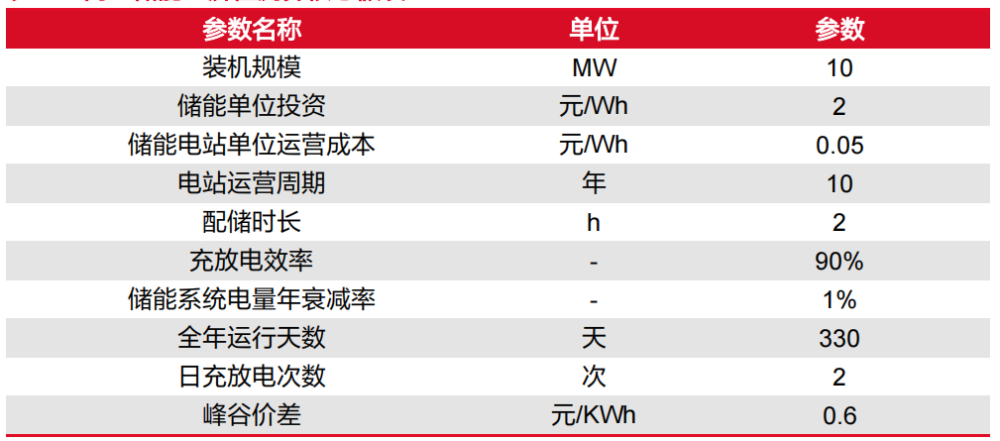 参数名称 单位 参数
装机规模 MW 10
储能单位投资 元/Wh 2
储能电站单位运营成本 元/Wh 0.05
电站运营周期 年 10
配储时长 h 2
充放电效率 - 90%
储能系统电量年衰减率 - 1%
全年运行天数 天 330
日充放电次数 次 2
峰谷价差 元/KWh 0.6